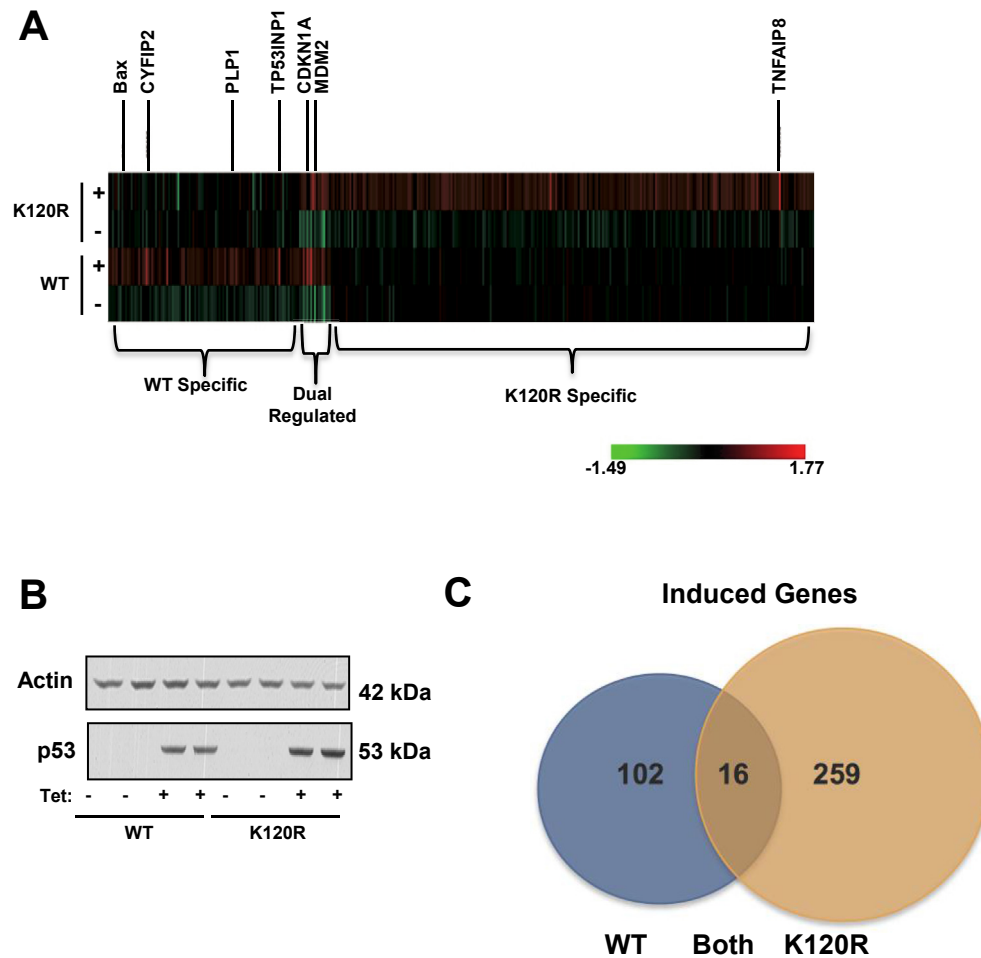 A
Bax
CYFIP2
PLP1
TP53INP1
CDKN1A
MDM2
TNFAIP8
K120R
+
-
WT
+
-
WT Specific
Dual
Regulated
K120R Specific
-1.49
1.77
B
Actin
42 kDa
p53
53 kDa
Tet: - - + + - - + +
WT K120R
C
Induced Genes
102 16 259
WT Both K120R